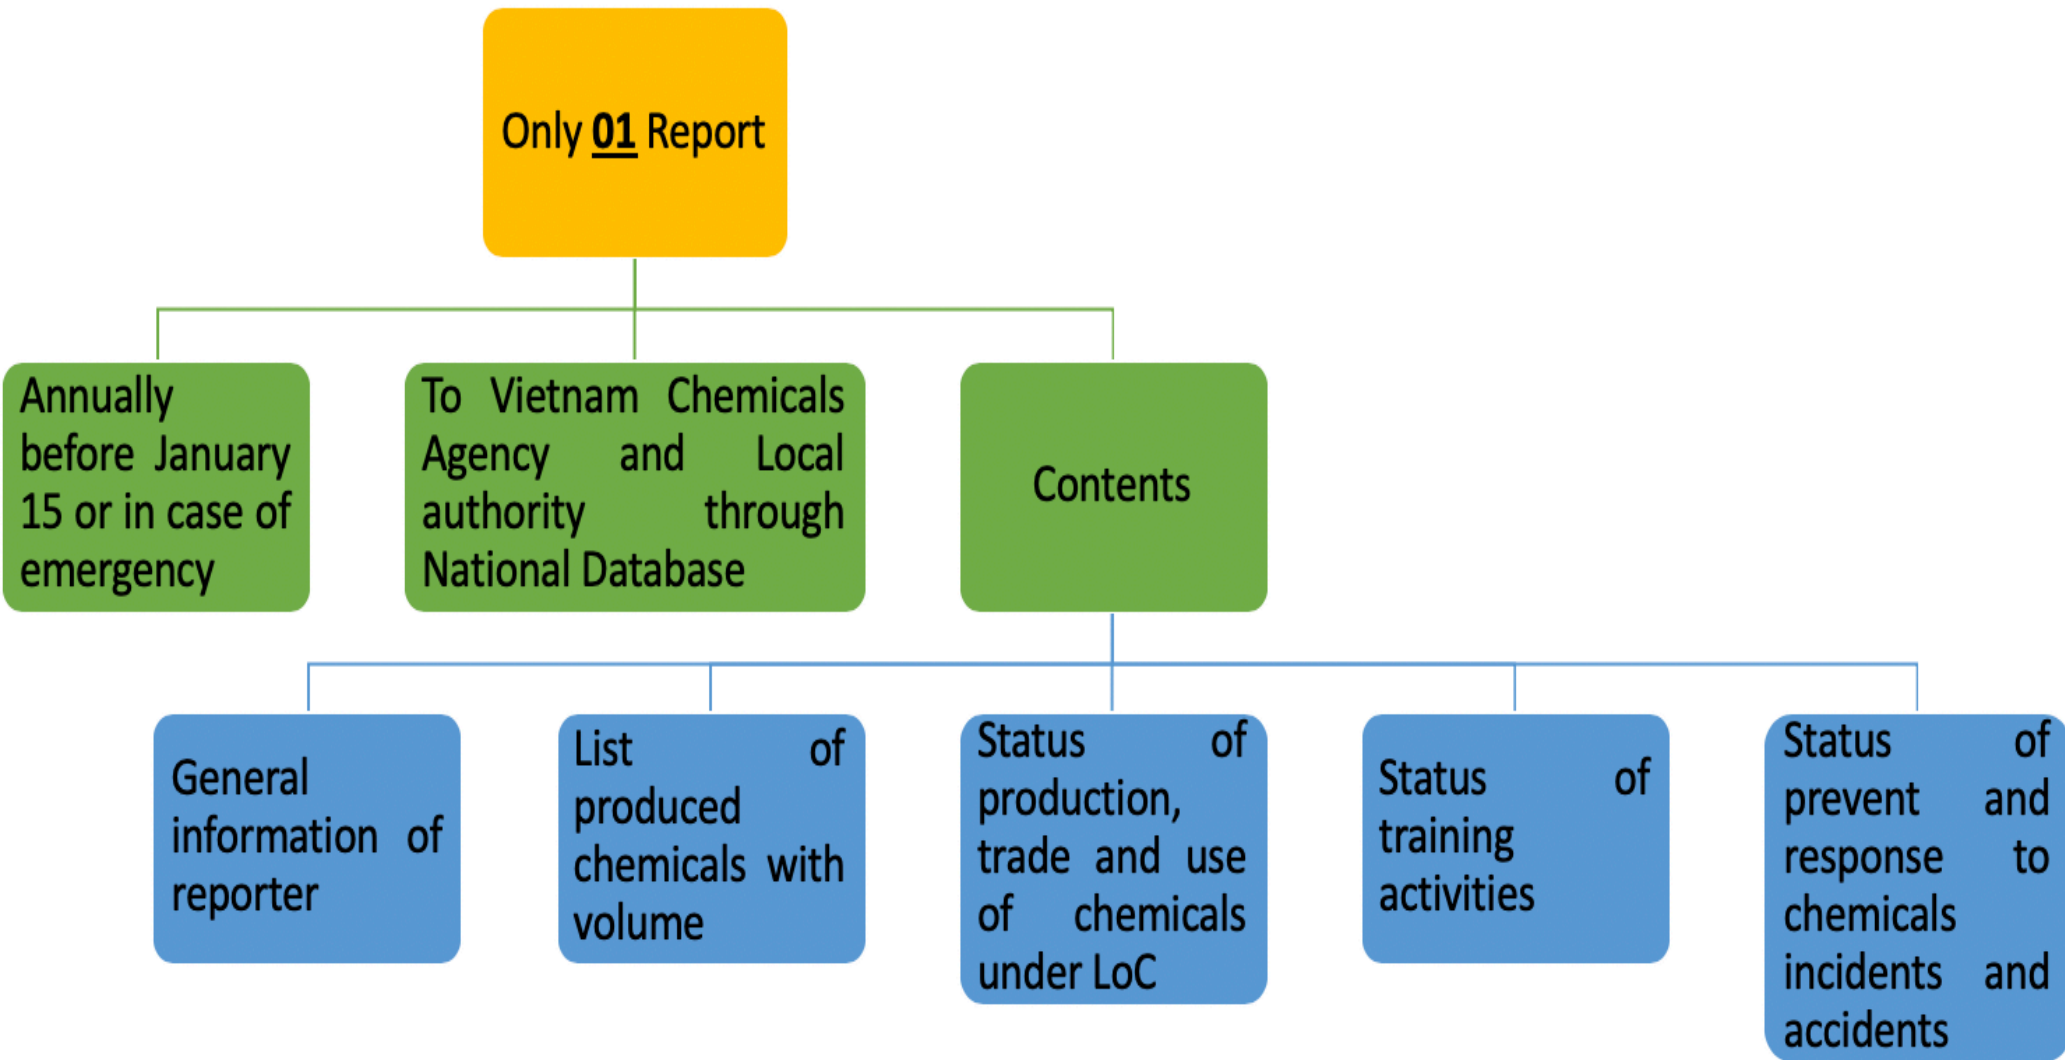 Only 01 Report
Annually
before January
15 or in case of
emergency
To Vietnam Chemicals
Agency and Local
authority through
National Database
Contents
General
information of
reporter
List of
produced
chemicals with
volume
Status of
production,
trade and use
of chemicals
under LoC
Status of
training
activities
Status of
prevent and
response to
chemicals
incidents and
accidents